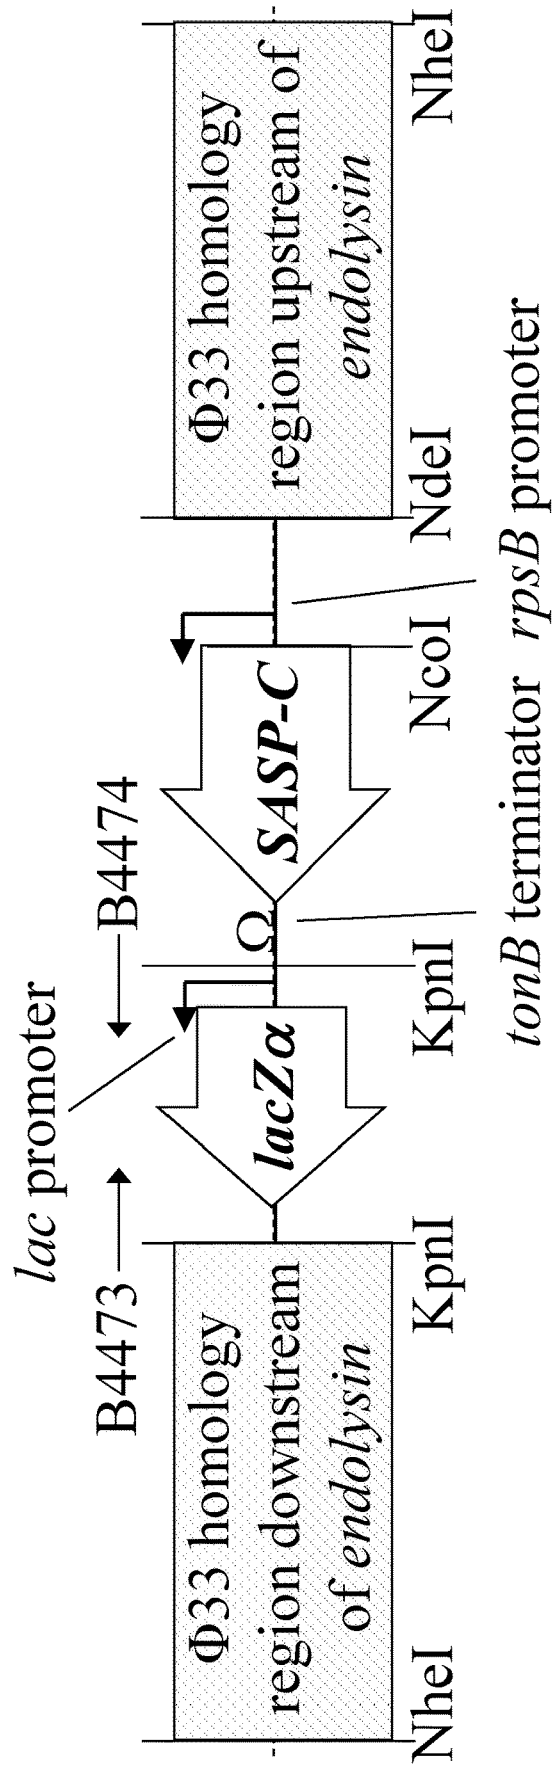 lac promoter
B4473
B4474
Φ33 homology
region downstream
of endolysin
lacZα
Ω
SASP-C
Φ33 homology
region upstream of
endolysin
NheI
KpnI
KpnI
NcoI
NdeI
NheI
tonB terminator
rpsB promoter